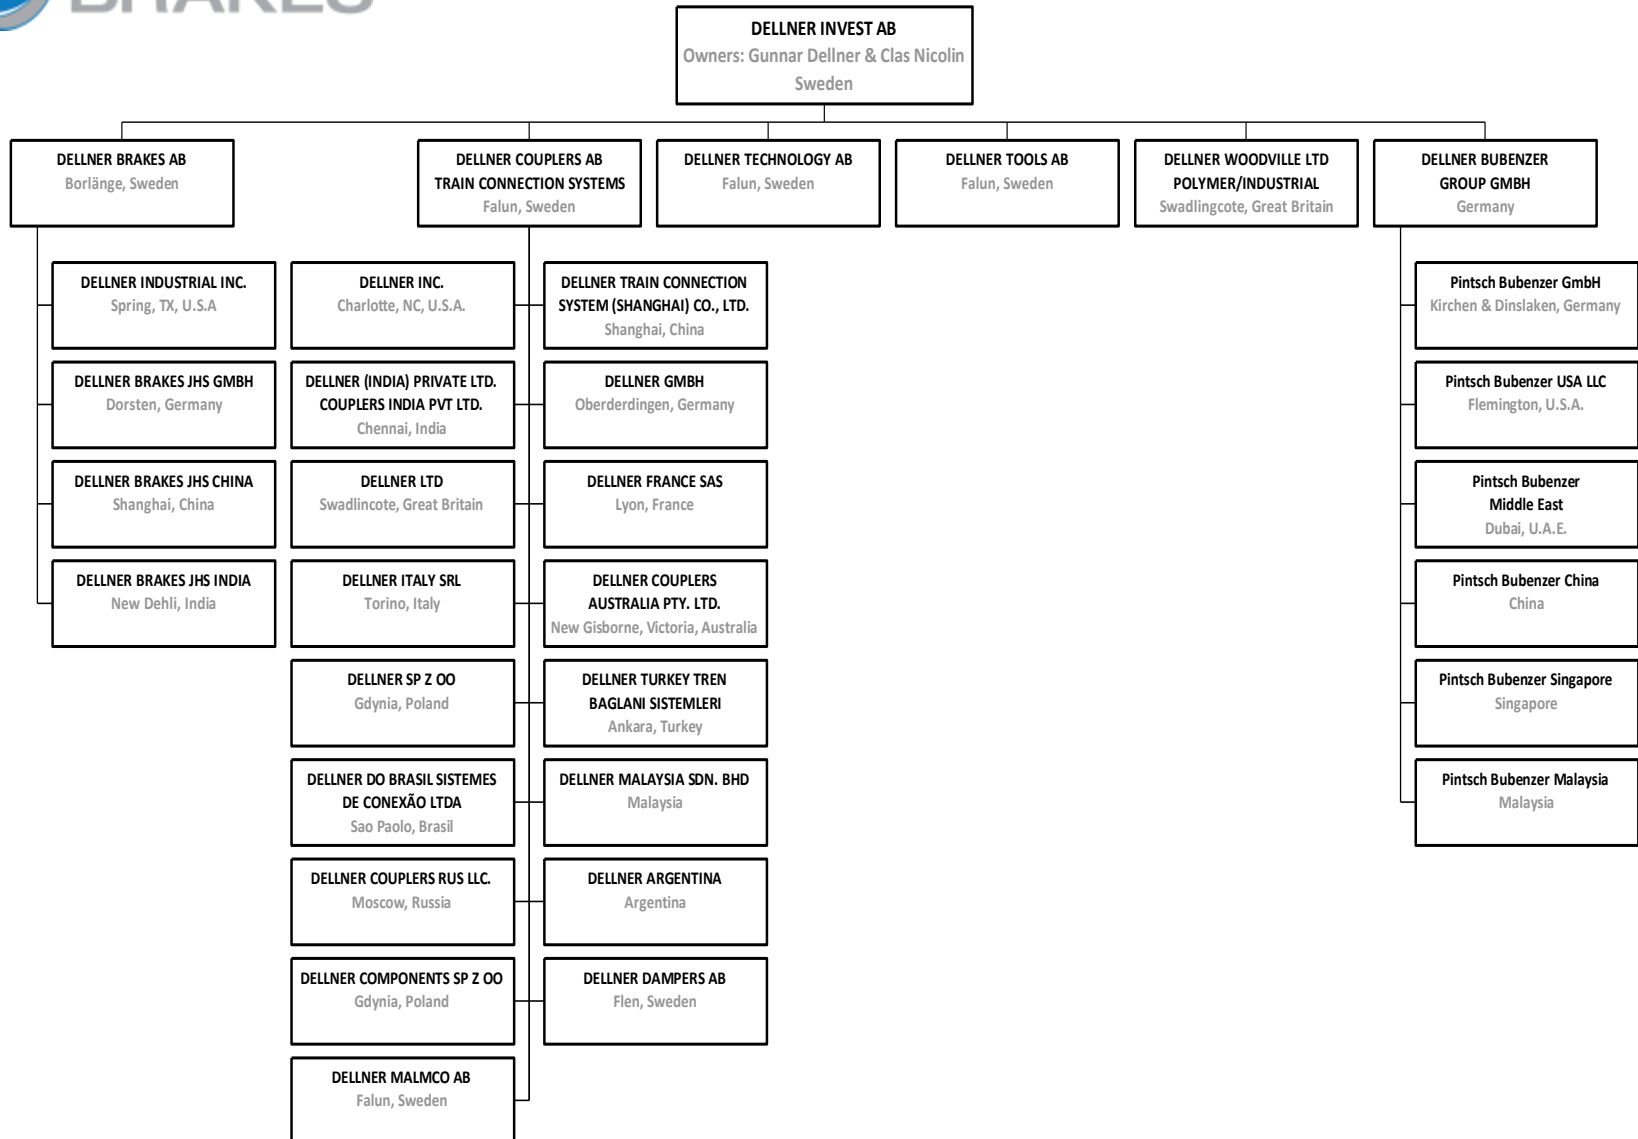 BRAKES
DELLNER INVEST AB
Owners: Gunnar Dellner & Clas Nicolin
Sweden
DELLNER BRAKES AB
Borlänge, Sweden
DELLNER COUPLERS AB
TRAIN CONNECTION SYSTEMS
Falun, Sweden
DELLNER TECHNOLOGY AB
Falun, Sweden
DELLNER TOOLS AB
Falun, Sweden
DELLNER WOODVILLE LTD
POLYMER/INDUSTRIAL
Swadlingcote, Great Britain
DELLNER BUBENZER
GROUP GMBH
Germany
DELLNER INDUSTRIAL INC.
Spring, TX, U.S.A
DELLNER BRAKES JHS GMBH
Dorsten, Germany
DELLNER BRAKES JHS CHINA
Shanghai, China
DELLNER BRAKES JHS INDIA
New Dehli, India
DELLNER INC.
Charlotte, NC, U.S.A.
DELLNER TRAIN CONNECTION
SYSTEM (SHANGHAI) CO., LTD.
Shanghai, China
DELLNER (INDIA) PRIVATE LTD.
COUPLERS INDIA PVT LTD.
Chennai, India
DELLNER GMBH
Oberderdingen, Germany
DELLNER LTD
Swadlincote, Great Britain
DELLNER FRANCE SAS
Lyon, France
DELLNER ITALY SRL
Torino, Italy
DELLNER COUPLERS
AUSTRALIA PTY. LTD.
New Gisborne, Victoria, Australia
DELLNER SP Z OO
Gdynia, Poland
DELLNER TURKEY TREN
BAGLANI SISTEMLERI
Ankara, Turkey
DELLNER DO BRASIL SISTEMES
DE CONEXÃO LTDA
Sao Paolo, Brasil
DELLNER MALAYSIA SDN. BHD
Malaysia
DELLNER COUPLERS RUS LLC.
Moscow, Russia
DELLNER ARGENTINA
Argentina
DELLNER COMPONENTS SP Z OO
Gdynia, Poland
DELLNER DAMPERS AB
Flen, Sweden
DELLNER MALMCO AB
Falun, Sweden
Pintsch Bubenzer GmbH
Kirchen & Dinslaken, Germany
Pintsch Bubenzer USA LLC
Flemington, U.S.A.
Pintsch Bubenzer
Middle East
Dubai, U.A.E.
Pintsch Bubenzer China
China
Pintsch Bubenzer Singapore
Singapore
Pintsch Bubenzer Malaysia
Malaysia